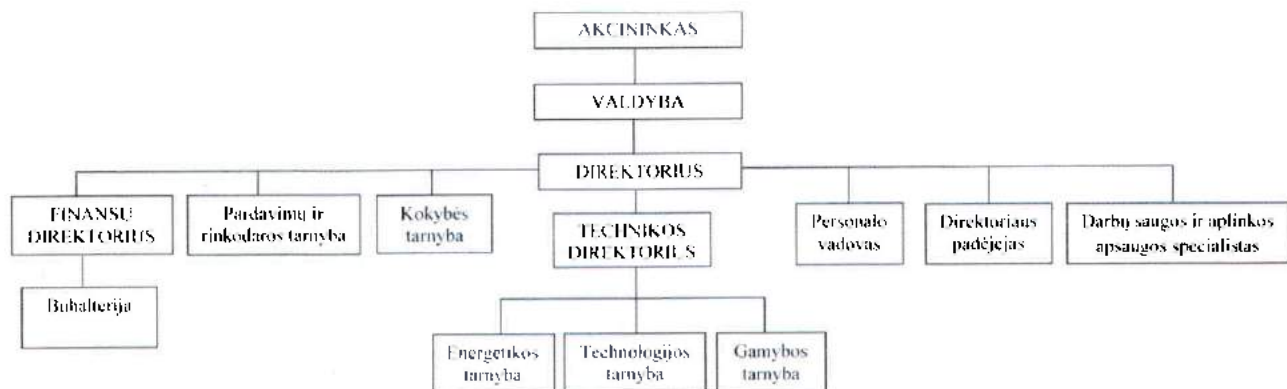 AKCININKAS
VALDYBA
DIREKTORIUS
FINANSŲ
DIREKTORIUS
Pardavimų ir
rinkodaros tarnyba
Kokybės
tarnyba
TECHNIKOS
DIREKTORIUS
Personalo
vadovas
Direktoriaus
padėjėjas
Darbų saugos ir aplinkos
apsaugos specialistas
Buhalterija
Energetikos
tarnyba
Technologijos
tarnyba
Gamybos
tarnyba